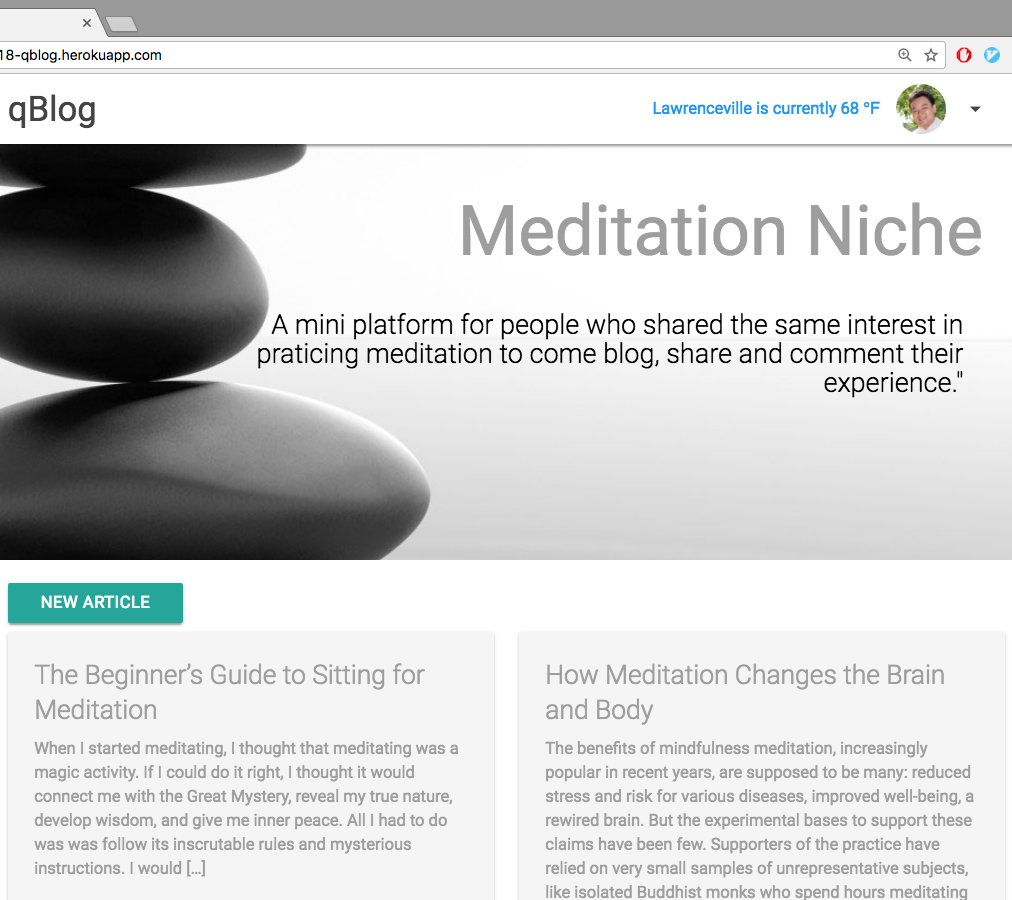 18-qblog.herokuapp.com
qBlog
Lawrenceville is currently 68 °F
Meditation Niche
A mini platform for people who shared the same interest in
praticing meditation to come blog, share and comment their
experience."
NEW ARTICLE
The Beginner’s Guide to Sitting for
Meditation
When I started meditating, I thought that meditating was a
magic activity. If I could do it right, I thought it would
connect me with the Great Mystery, reveal my true nature,
develop wisdom, and give me inner peace. All I had to do
was was follow its inscrutable rules and mysterious
instructions. I would [...]
How Meditation Changes the Brain
and Body
The benefits of mindfulness meditation, increasingly
popular in recent years, are supposed to be many: reduced
stress and risk for various diseases, improved well-being, a
rewired brain. But the experimental bases to support these
claims have been few. Supporters of the practice have
relied on very small samples of unrepresentative subjects,
like isolated Buddhist monks who spend hours meditating